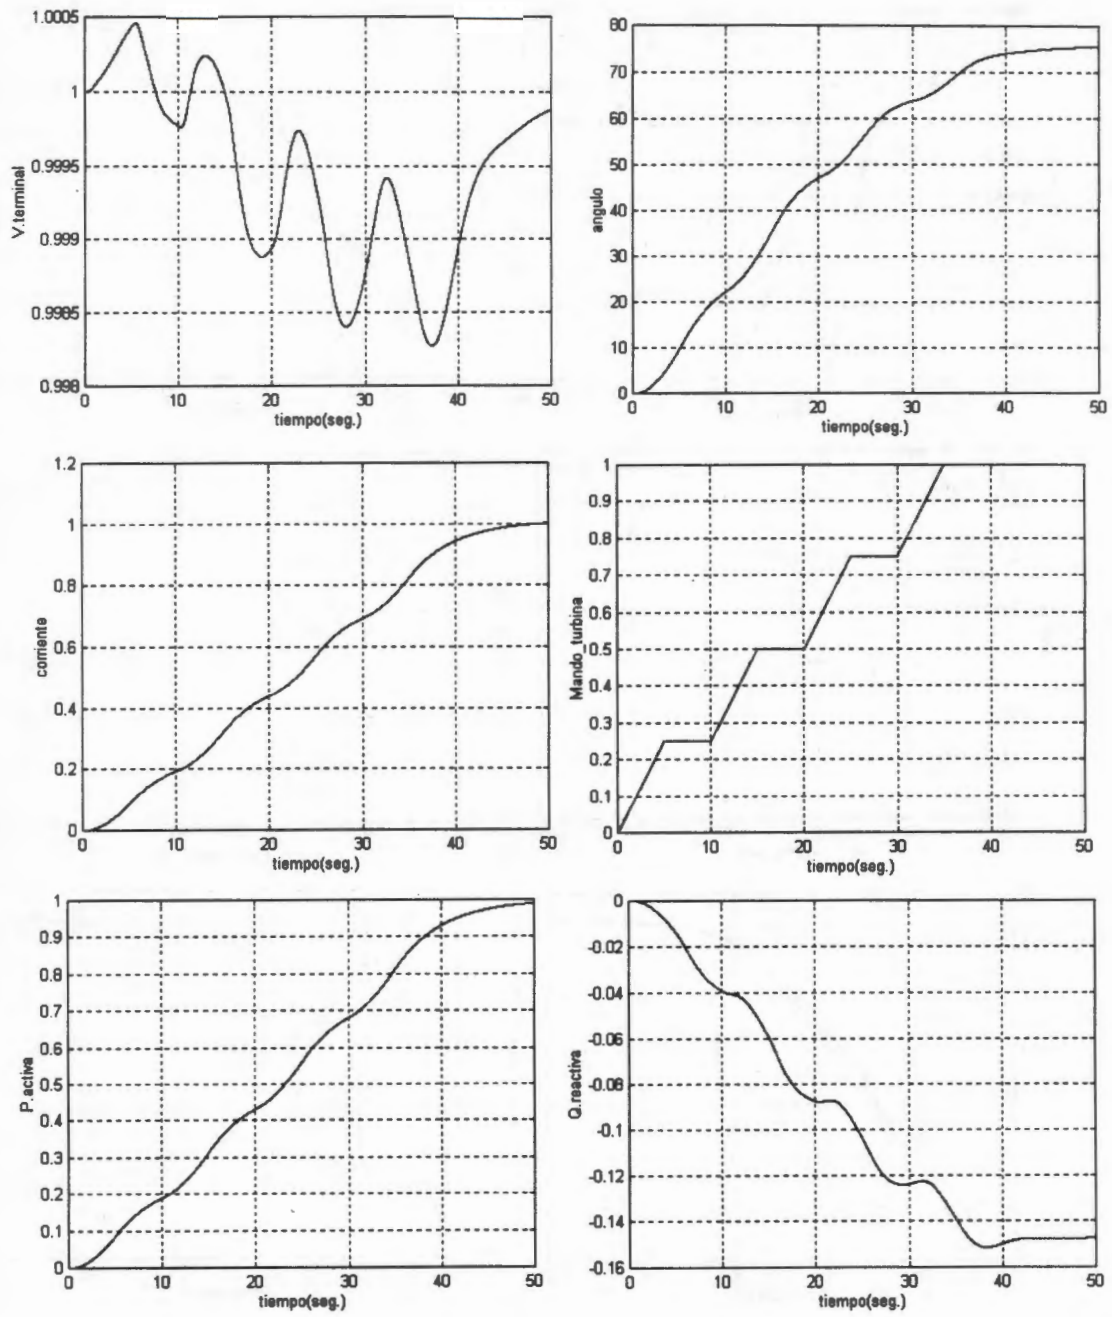 1.0005
1
0.9995
0.999
0.9985
0.998
V.terminal
0 10 20 30 40 50
tiempo(seg.)
80
70
60
50
40
30
20
10
0
angulo
0 10 20 30 40 50
tiempo(seg.)
1.2
1
0.8
0.6
0.4
0.2
0
corriente
0 10 20 30 40 50
tiempo(seg.)
1
0.9
0.8
0.7
0.6
0.5
0.4
0.3
0.2
0.1
0
Mando_turbina
0 10 20 30 40 50
tiempo(seg.)
1
0.9
0.8
0.7
0.6
0.5
0.4
0.3
0.2
0.1
0
P.activa
0 10 20 30 40 50
tiempo(seg.)
0
-0.02
-0.04
-0.06
-0.08
-0.1
-0.12
-0.14
-0.16
Q.reactiva
0 10 20 30 40 50
tiempo(seg.)